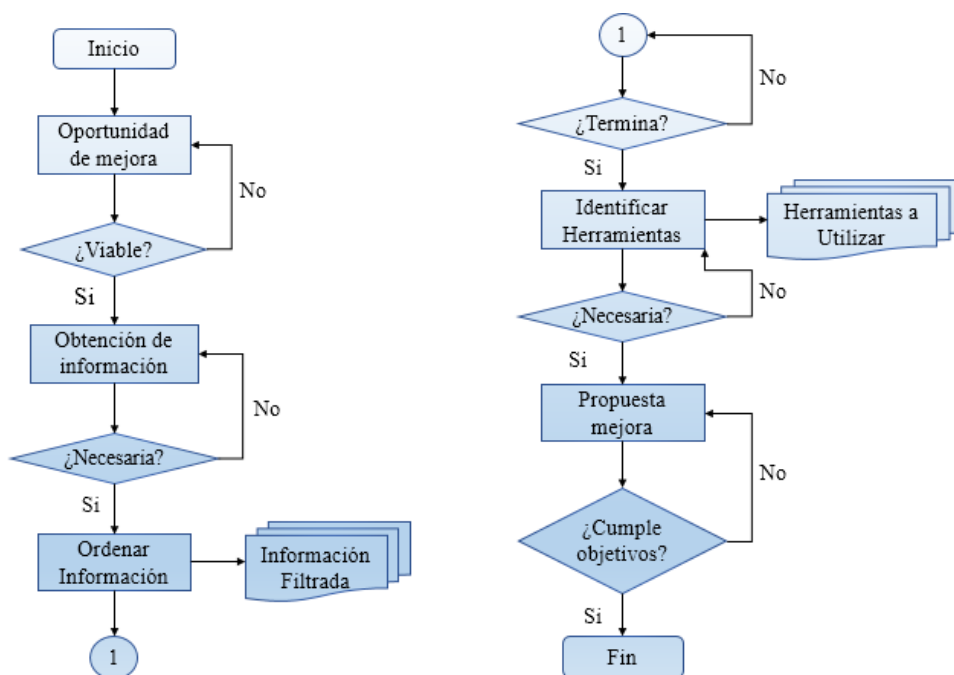 Inicio
Oportunidad
de mejora
No
¿Viable?
Si
Obtención de
información
No
¿Necesaria?
Si
Ordenar
Información
Información
Filtrada
1
1
No
¿Termina?
Si
Identificar
Herramientas
Herramientas a
Utilizar
No
¿Necesaria?
Si
Propuesta
mejora
No
¿Cumple
objetivos?
Si
Fin